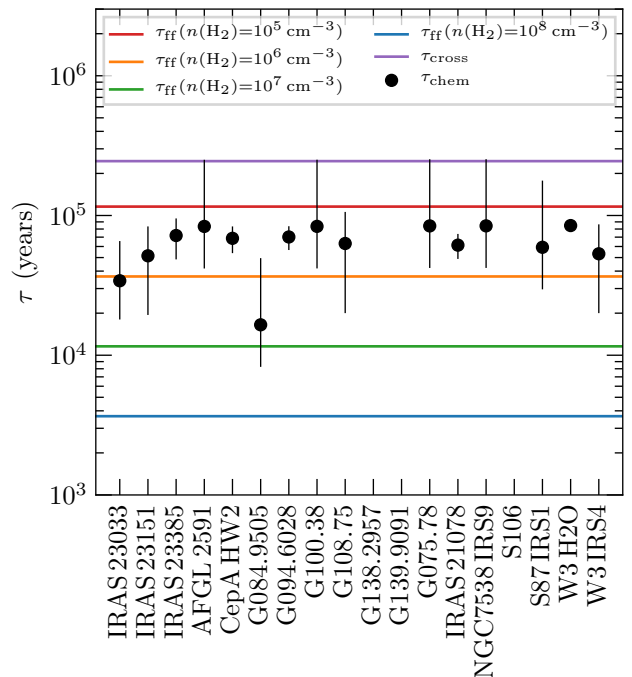 τff(n(H2)=10^5 cm^−3)
τff(n(H2)=10^6 cm^−3)
τff(n(H2)=10^7 cm^−3)
τff(n(H2)=10^8 cm^−3)
τcross
τchem
10^6
10^5
10^4
10^3
τ (years)
IRAS 23033
IRAS 23151
IRAS 23385
AFGL 2591
CepA HW2
G084.9505
G094.6028
G100.38
G108.75
G138.2957
G139.9091
G075.78
IRAS 21078
NGC7538 IRS9
S106
S87 IRS1
W3 H2O
W3 IRS4